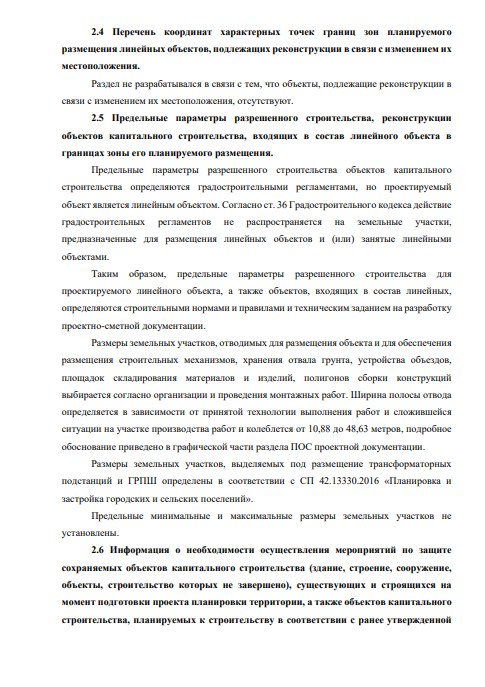 2.4 Перечень координат характерных точек границ зон планируемого
размещения линейных объектов, подлежащих реконструкции в связи с изменением их
местоположения.
Раздел не разрабатывался в связи с тем, что объекты, подлежащие реконструкции в
связи с изменением их местоположения, отсутствуют.
2.5 Предельные параметры разрешенного строительства, реконструкции
объектов капитального строительства, входящих в состав линейного объекта в
границах зоны его планируемого размещения.
Предельные параметры разрешенного строительства объектов капитального
строительства определяются градостроительными регламентами, но проектируемый
объект является линейным объектом. Согласно ст. 36 Градостроительного кодекса действие
градостроительных регламентов не распространяется на земельные участки,
предназначенные для размещения линейных объектов и (или) занятые линейными
объектами.
Таким образом, предельные параметры разрешенного строительства для
проектируемого линейного объекта, а также объектов, входящих в состав линейных,
определяются строительными нормами и правилами и техническим заданием на разработку
проектно-сметной документации.
Размеры земельных участков, отводимых для размещения объекта и для обеспечения
размещения строительных механизмов, хранения отвала грунта, устройства объездов,
площадок складирования материалов и изделий, полигонов сборки конструкций
выбирается согласно организации и проведения монтажных работ. Ширина полосы отвода
определяется в зависимости от принятой технологии выполнения работ и сложившейся
ситуации на участке производства работ и колеблется от 10,88 до 48,63 метров, подробное
обоснование приведено в графической части раздела ПОС проектной документации.
Размеры земельных участков, выделяемых под размещение трансформаторных
подстанций и ГРПШ определены в соответствии с СП 42.13330.2016 «Планировка и
застройка городских и сельских поселений».
Предельные минимальные и максимальные размеры земельных участков не
установлены.
2.6 Информация о необходимости осуществления мероприятий по защите
сохраняемых объектов капитального строительства (здание, строение, сооружение,
объекты, строительство которых не завершено), существующих и строящихся на
момент подготовки проекта планировки территории, а также объектов капитального
строительства, планируемых к строительству в соответствии с ранее утвержденной